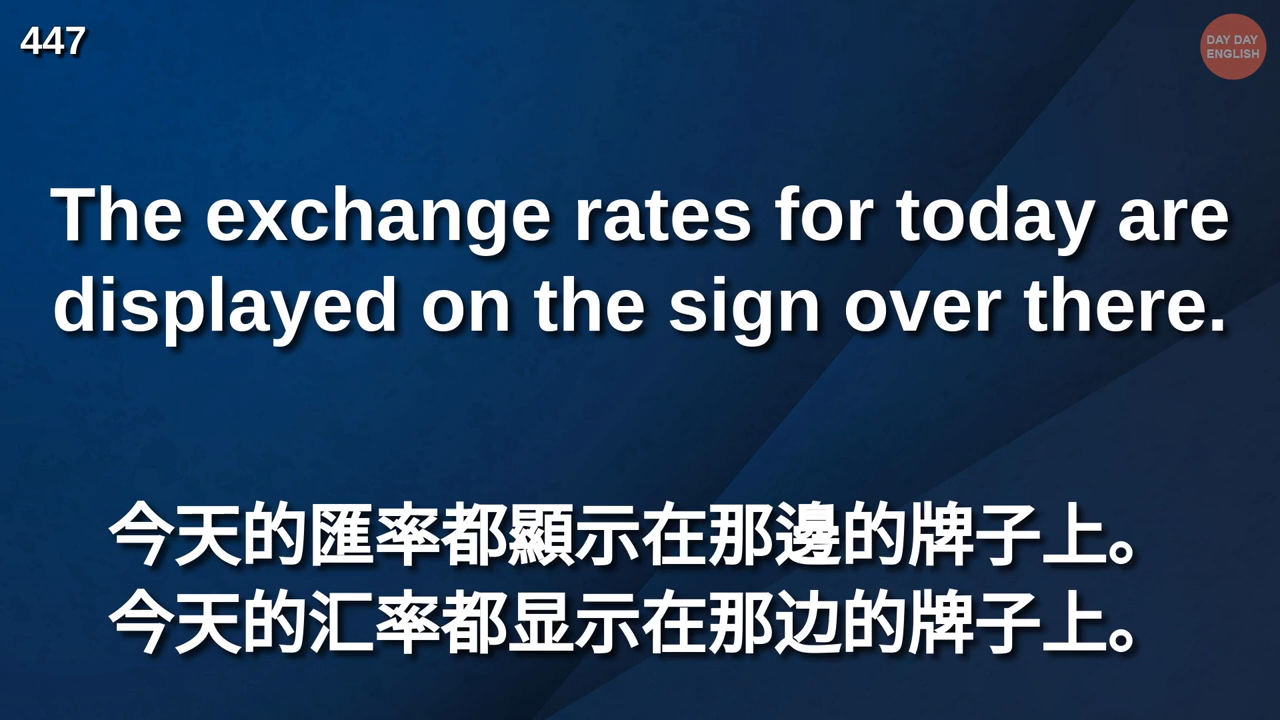 447
DAY DAY
ENGLISH
The exchange rates for today are
displayed on the sign over there.
今天的匯率都顯示在那邊的牌子上。
今天的汇率都显示在那边的牌子上。